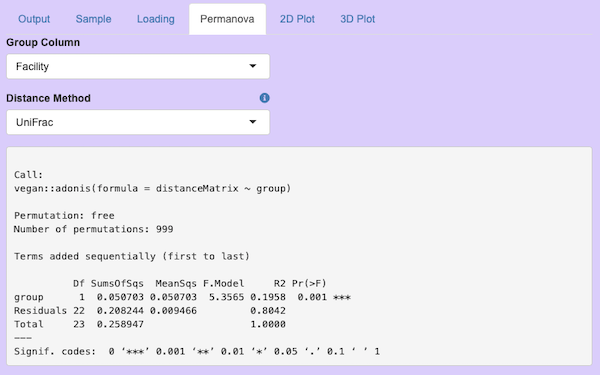 Output Sample Loading Permanova 2D Plot 3D Plot
Group Column
Facility
Distance Method
UniFrac
Call:
vegan::adonis(formula = distanceMatrix ~ group)
Permutation: free
Number of permutations: 999
Terms added sequentially (first to last)
Df SumsOfSqs MeanSqs F.Model R2 Pr(>F)
group 1 0.050703 0.050703 5.3565 0.1958 0.001 ***
Residuals 22 0.208244 0.009466 0.8042
Total 23 0.258947 1.0000
---
Signif. codes: 0 ‘***’ 0.001 ‘**’ 0.01 ‘*’ 0.05 ‘.’ 0.1 ‘ ’ 1